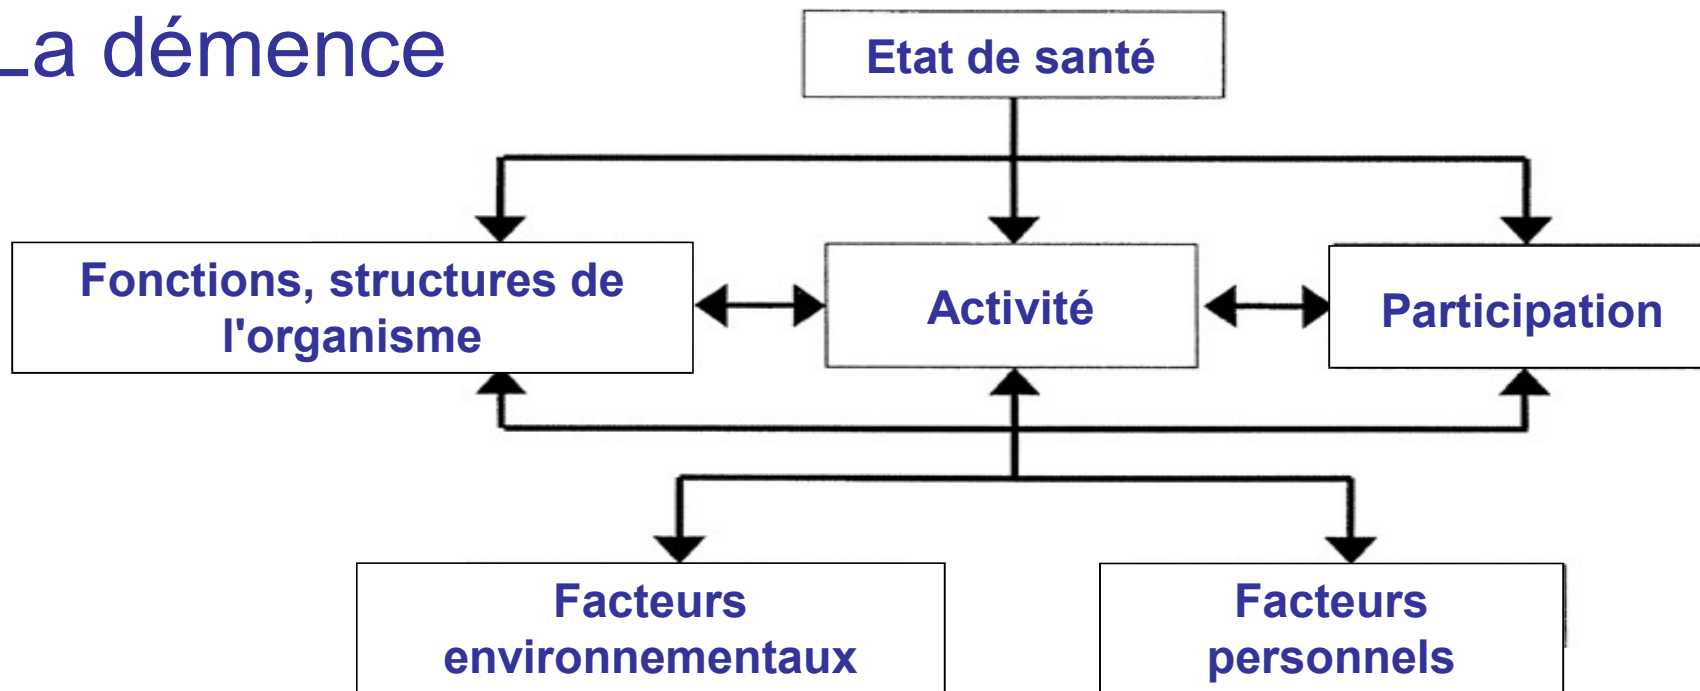 La démence
Etat de santé
Fonctions, structures de
l'organisme
Activité
Participation
Facteurs
environnementaux
Facteurs
personnels